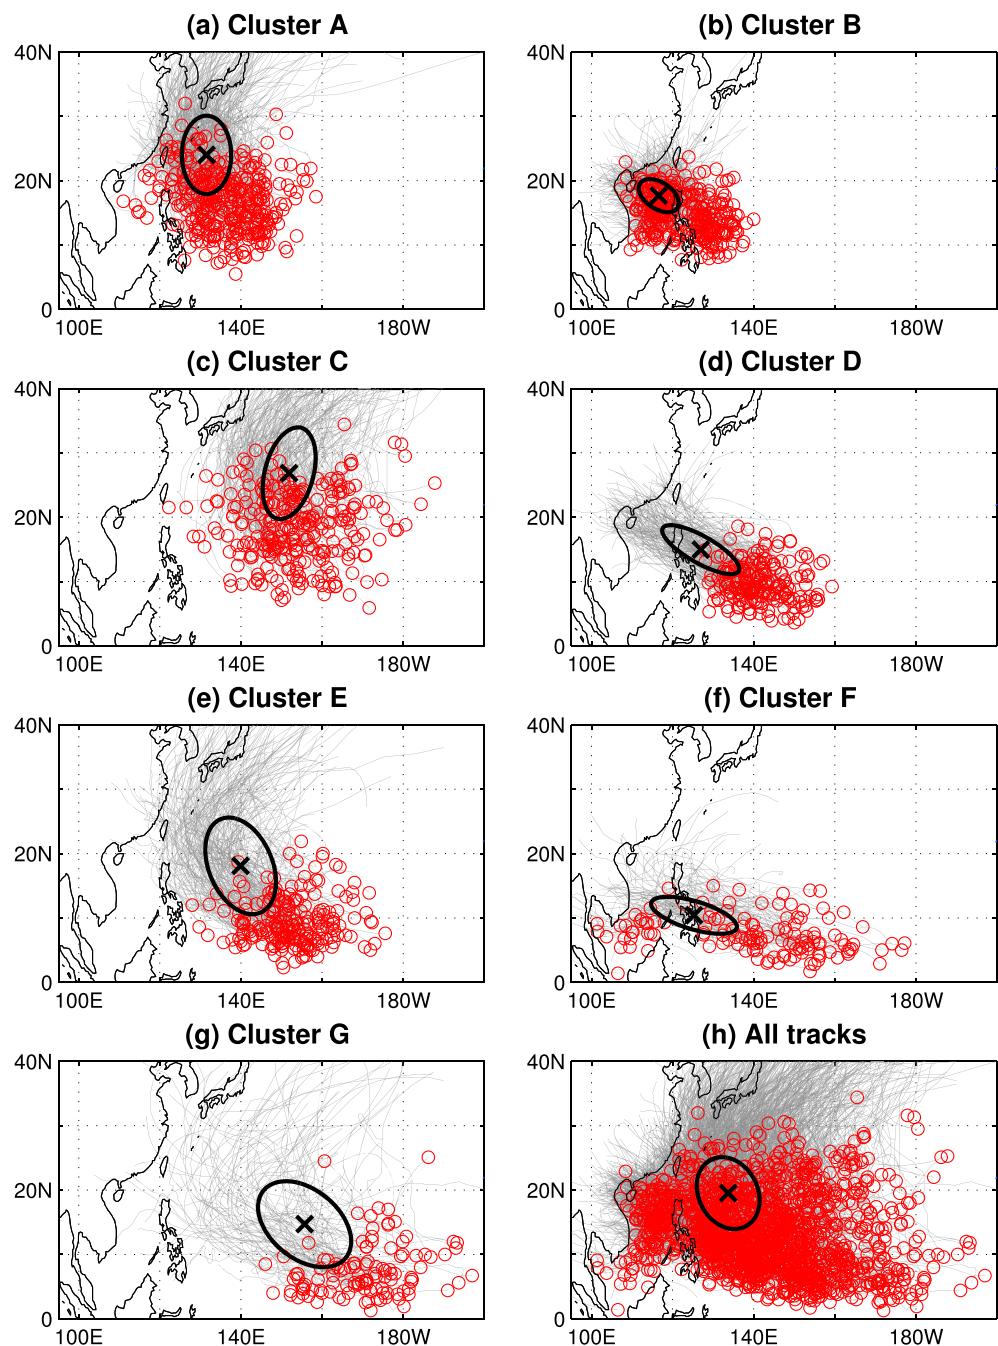 (a) Cluster A
40N
20N
0
100E 140E 180W
(b) Cluster B
40N
20N
0
100E 140E 180W
(c) Cluster C
40N
20N
0
100E 140E 180W
(d) Cluster D
40N
20N
0
100E 140E 180W
(e) Cluster E
40N
20N
0
100E 140E 180W
(f) Cluster F
40N
20N
0
100E 140E 180W
(g) Cluster G
40N
20N
0
100E 140E 180W
(h) All tracks
40N
20N
0
100E 140E 180W